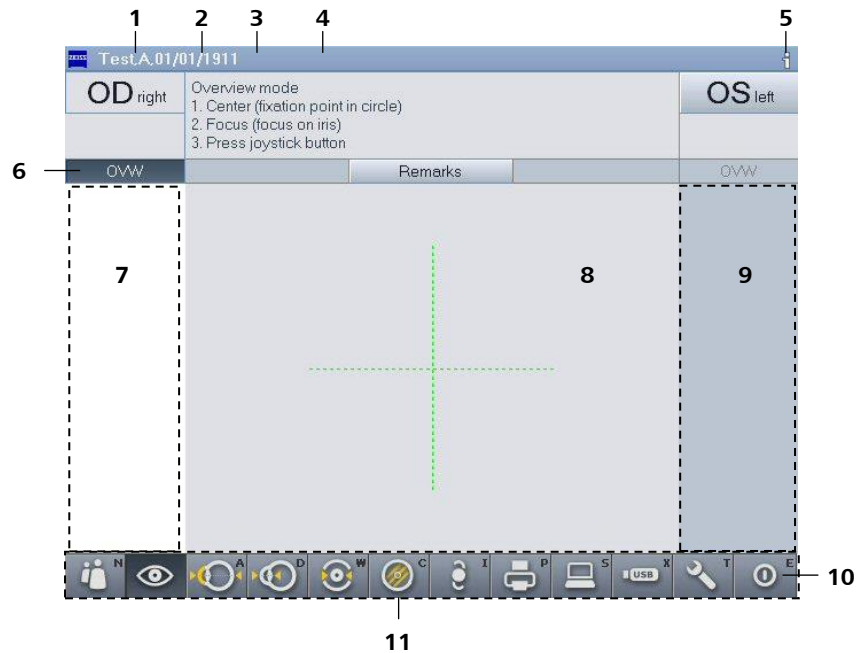 1 2 3 4 5
ZEISS Test,A,01/01/1911 i
OD right
Overview mode
1. Center (fixation point in circle)
2. Focus (focus on iris)
3. Press joystick button
OS left
6 OVW Remarks OVW
7 8 9
N A D W C I P S USB X T E
10
11